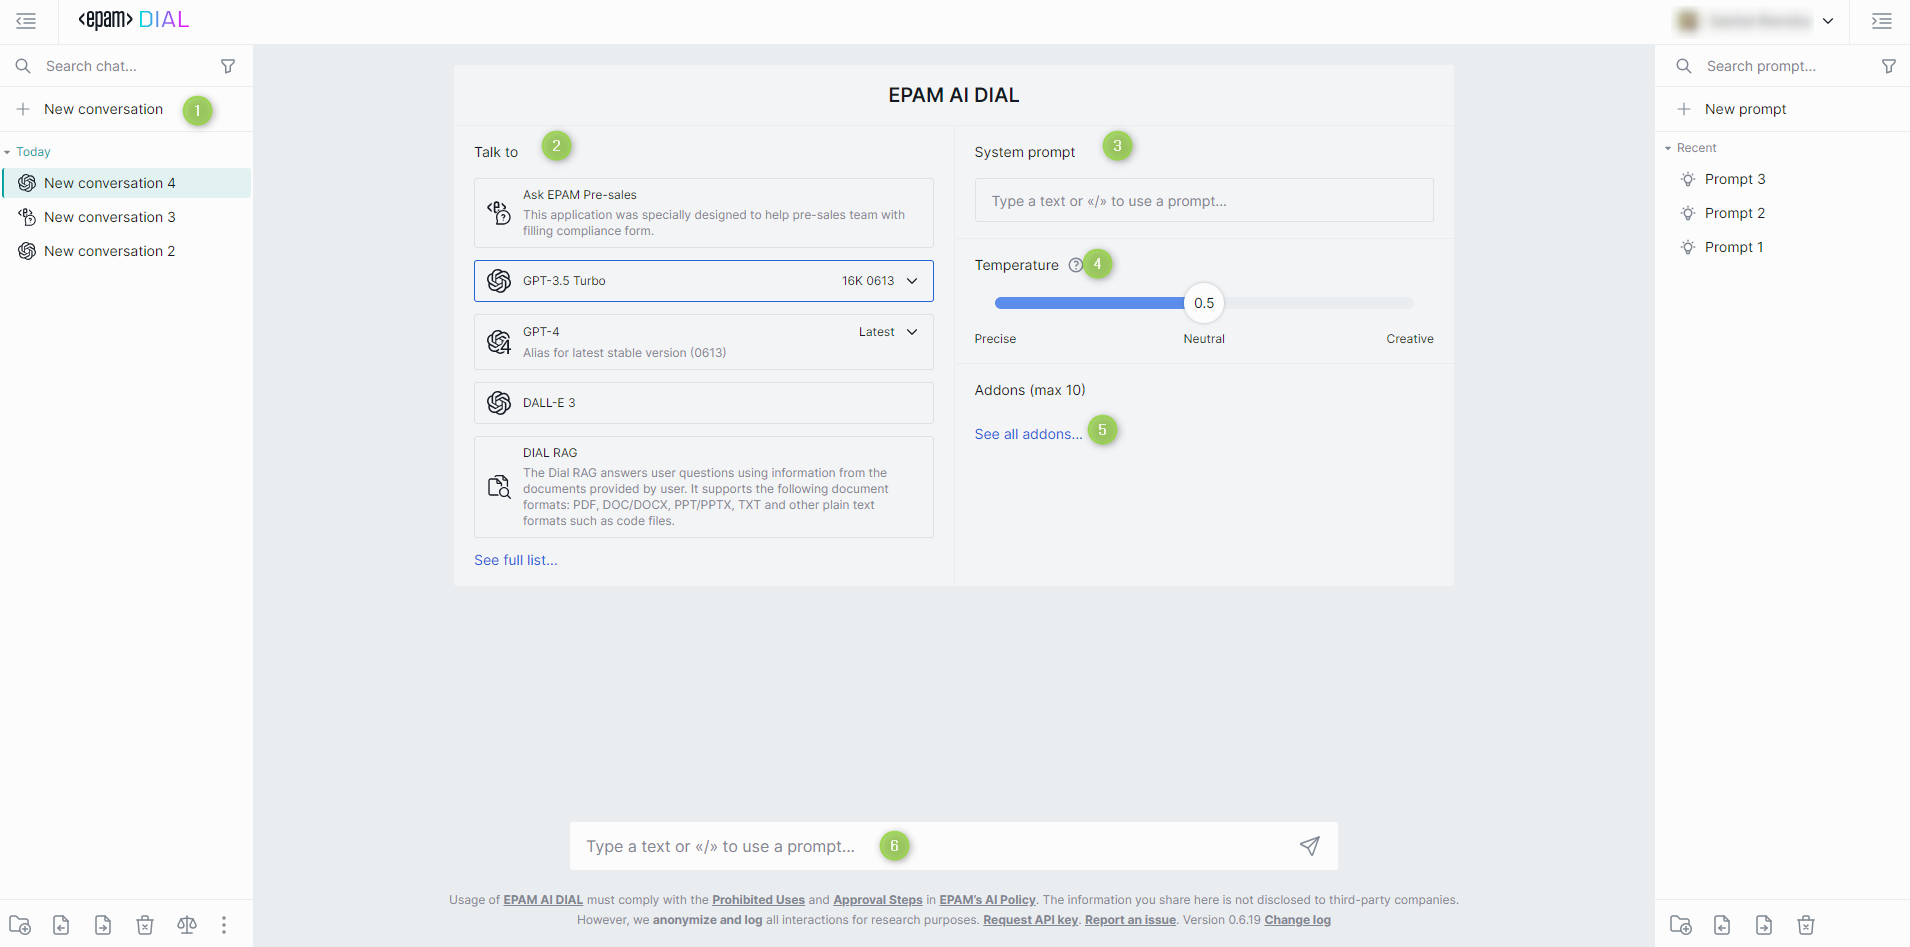 <epam> DIAL
Search chat...
New conversation
1
Today
New conversation 4
New conversation 3
New conversation 2
EPAM AI DIAL
Talk to
2
Ask EPAM Pre-sales
This application was specially designed to help pre-sales team with
filling compliance form.
GPT-3.5 Turbo 16K 0613
GPT-4 Latest
Alias for latest stable version (0613)
DALL-E 3
DIAL RAG
The Dial RAG answers user questions using information from the
documents provided by user. It supports the following document
formats: PDF, DOC/DOCX, PPT/PPTX, TXT and other plain text
formats such as code files.
See full list...
System prompt
3
Type a text or «/» to use a prompt...
Temperature ? 4
0.5
Precise Neutral Creative
Addons (max 10)
See all addons... 5
Type a text or «/» to use a prompt... 6
Usage of EPAM AI DIAL must comply with the Prohibited Uses and Approval Steps in EPAM's AI Policy. The information you share here is not disclosed to third-party companies.
However, we anonymize and log all interactions for research purposes. Request API key. Report an issue. Version 0.6.19 Change log
Search prompt...
New prompt
Recent
Prompt 3
Prompt 2
Prompt 1